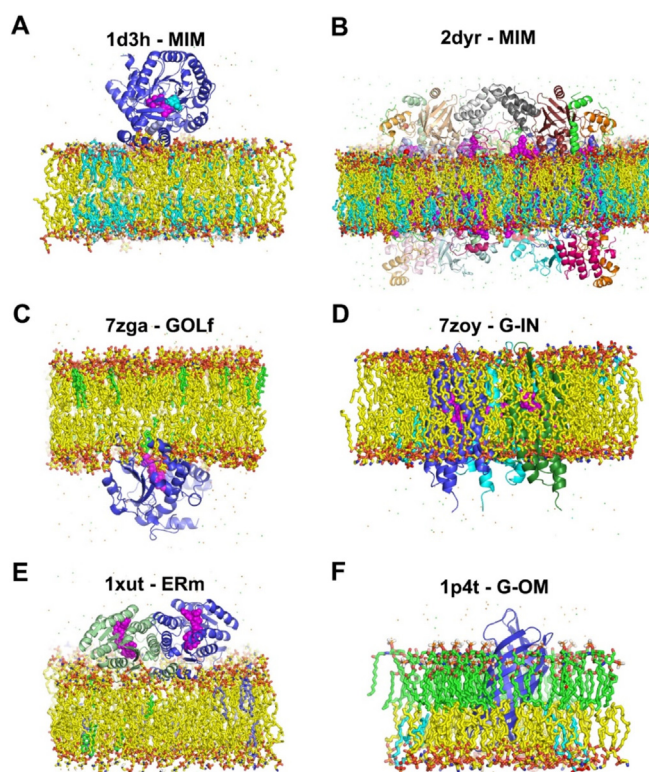 A
1d3h - MIM
B
2dyr - MIM
C
7zga - GOLf
D
7zoy - G-IN
E
1xut - ERm
F
1p4t - G-OM